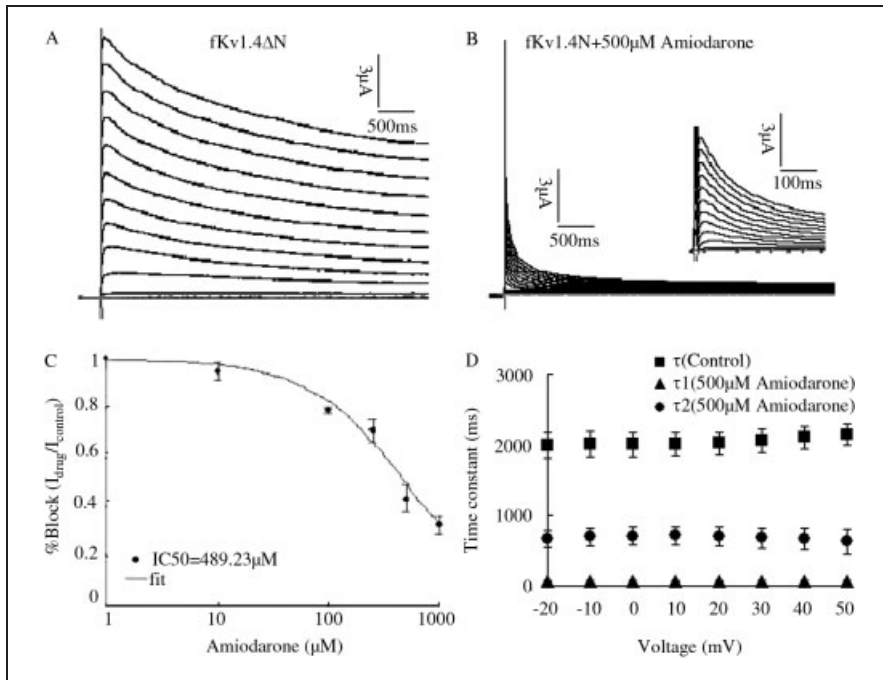 A
fKv1.4ΔN
3μA
500ms
B
fKv1.4N+500μM Amiodarone
3μA
500ms
3μA
100ms
C
1
0.8
0.6
0.4
0.2
0
%Block (Idrug/Icontrol)
IC50=489.23μM
fit
1
10
100
1000
Amiodarone (μM)
D
τ(Control)
τ1(500μM Amiodarone)
τ2(500μM Amiodarone)
3000
2000
1000
0
Time constant (ms)
-20 -10 0 10 20 30 40 50
Voltage (mV)